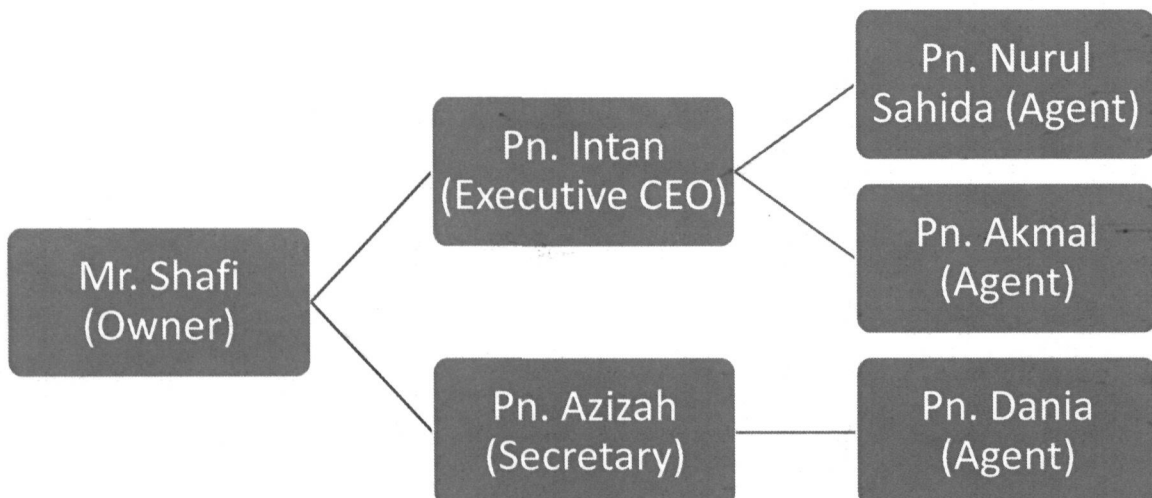 Mr. Shafi
(Owner)
Pn. Intan
(Executive CEO)
Pn. Nurul
Sahida (Agent)
Pn. Akmal
(Agent)
Pn. Azizah
(Secretary)
Pn. Dania
(Agent)